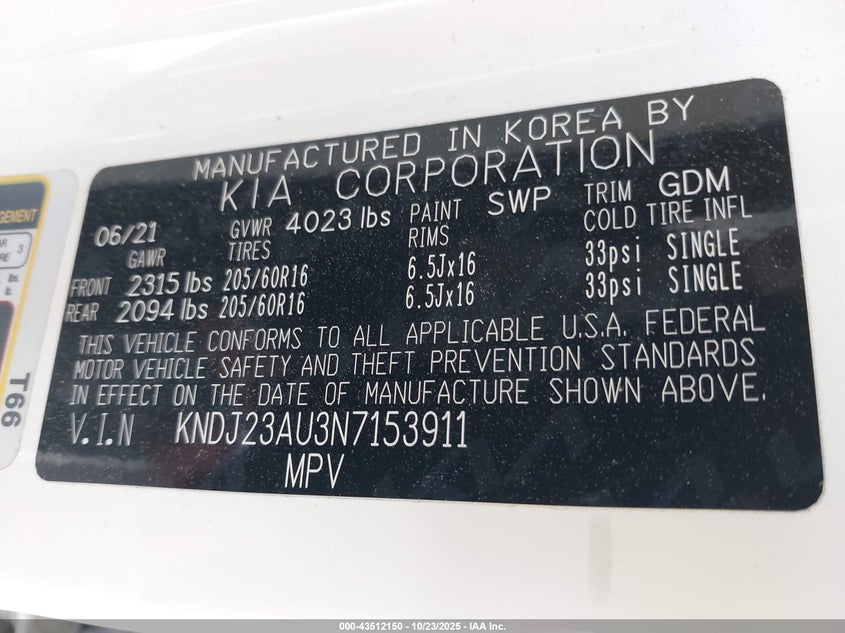 MANUFACTURED IN KOREA BY
KIA CORPORATION
06/21 GVWR 4023 lbs PAINT SWP TRIM GDM
GAWR TIRES RIMS COLD TIRE INFL
FRONT 2315 lbs 205/60R16 6.5Jx16 33psi SINGLE
REAR 2094 lbs 205/60R16 6.5Jx16 33psi SINGLE
THIS VEHICLE CONFORMS TO ALL APPLICABLE U.S.A. FEDERAL
MOTOR VEHICLE SAFETY AND THEFT PREVENTION STANDARDS
IN EFFECT ON THE DATE OF MANUFACTURE SHOWN ABOVE.
V.I.N KNDJ23AU3N7153911
MPV
T66
3
lbs.
lb.
000-43512150 - 10/23/2025 - IAA Inc.